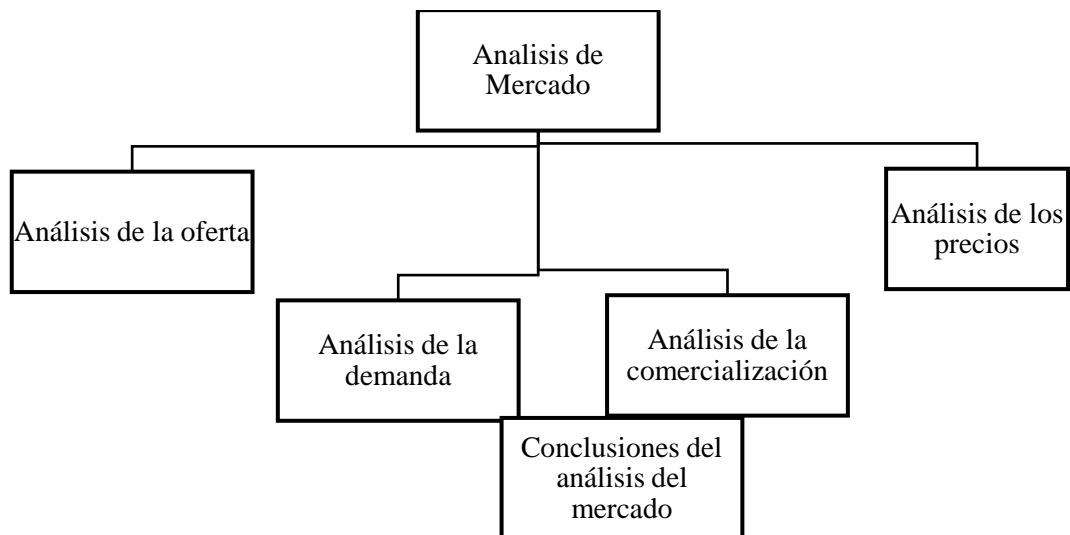 Analisis de
Mercado
Análisis de la oferta
Análisis de los
precios
Análisis de la
demanda
Análisis de la
comercialización
Conclusiones del
análisis del
mercado